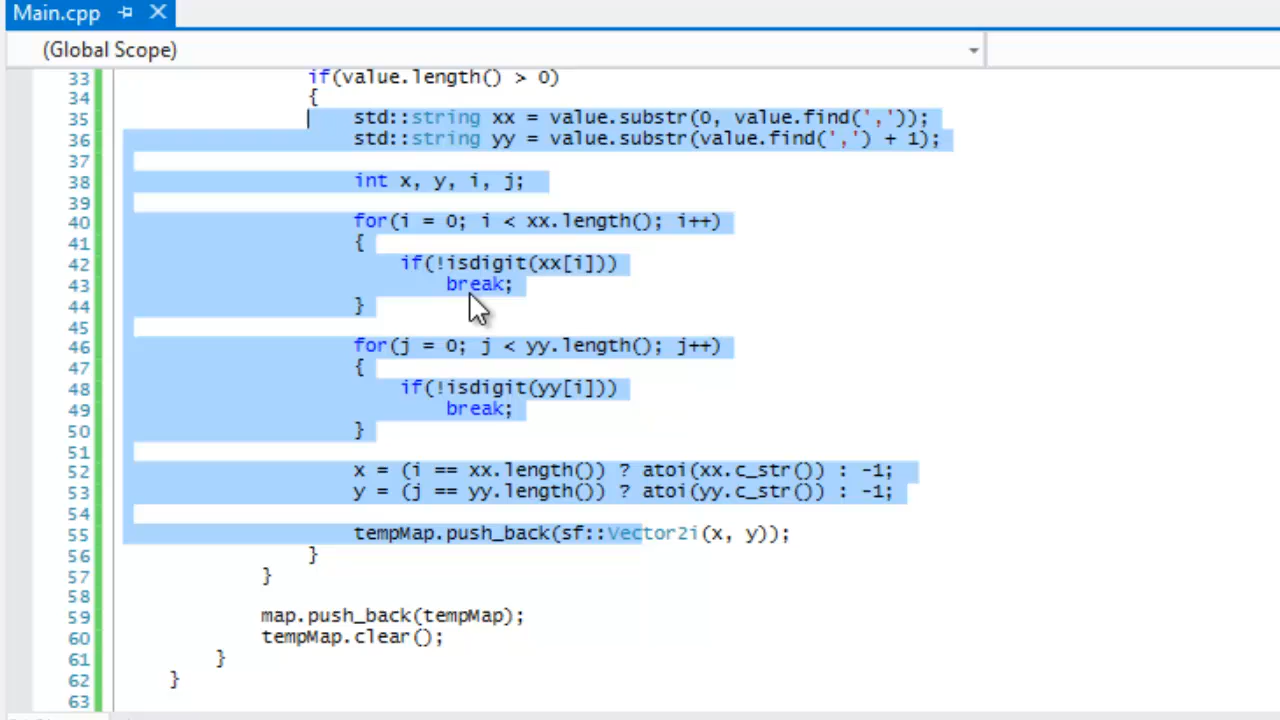 Main.cpp
(Global Scope)
33 if(value.length() > 0)
34 {
35 std::string xx = value.substr(0, value.find(','));
36 std::string yy = value.substr(value.find(',') + 1);
37
38 int x, y, i, j;
39
40 for(i = 0; i < xx.length(); i++)
41 {
42 if(!isdigit(xx[i]))
43 break;
44 }
45
46 for(j = 0; j < yy.length(); j++)
47 {
48 if(!isdigit(yy[i]))
49 break;
50 }
51
52 x = (i == xx.length()) ? atoi(xx.c_str()) : -1;
53 y = (j == yy.length()) ? atoi(yy.c_str()) : -1;
54
55 tempMap.push_back(sf::Vector2i(x, y));
56 }
57 }
58
59 map.push_back(tempMap);
60 tempMap.clear();
61 }
62 }
63